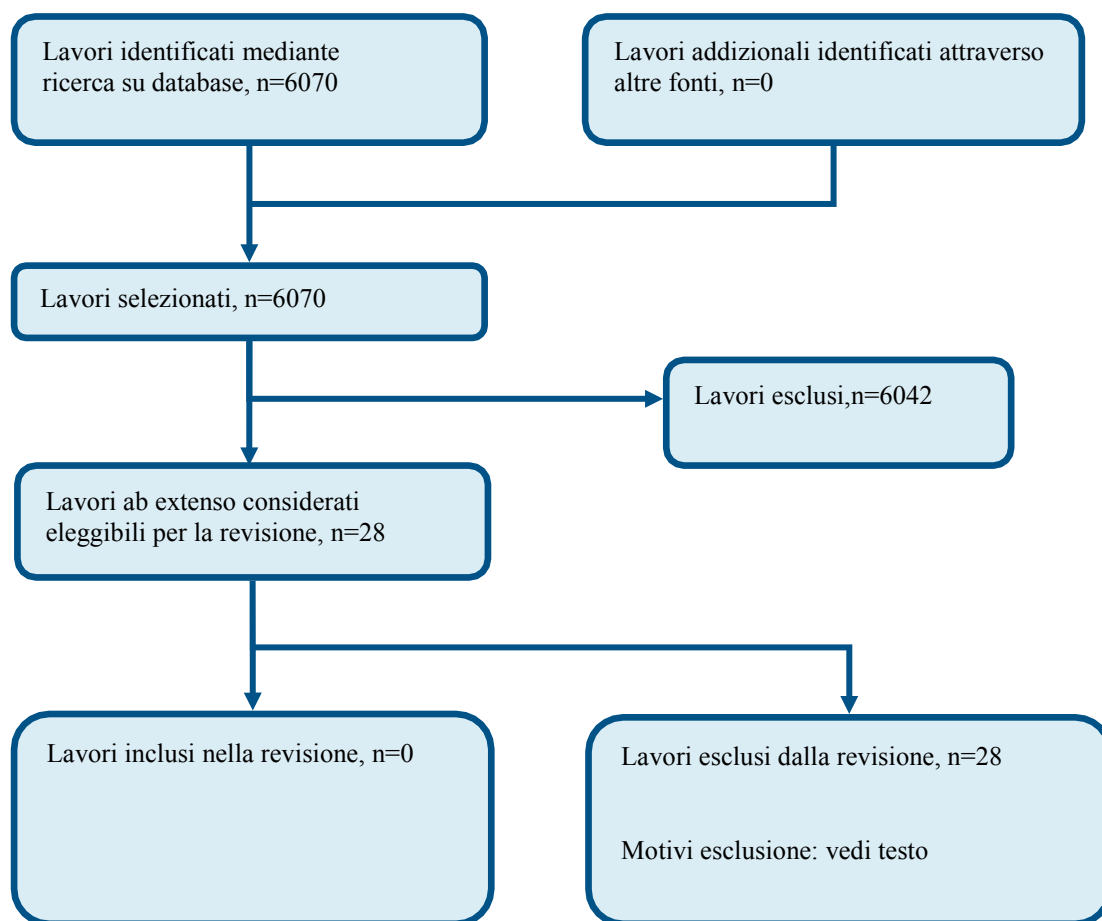 Lavori identificati mediante
ricerca su database, n=6070
Lavori addizionali identificati attraverso
altre fonti, n=0
Lavori selezionati, n=6070
Lavori esclusi,n=6042
Lavori ab extenso considerati
eleggibili per la revisione, n=28
Lavori inclusi nella revisione, n=0
Lavori esclusi dalla revisione, n=28
Motivi esclusione: vedi testo